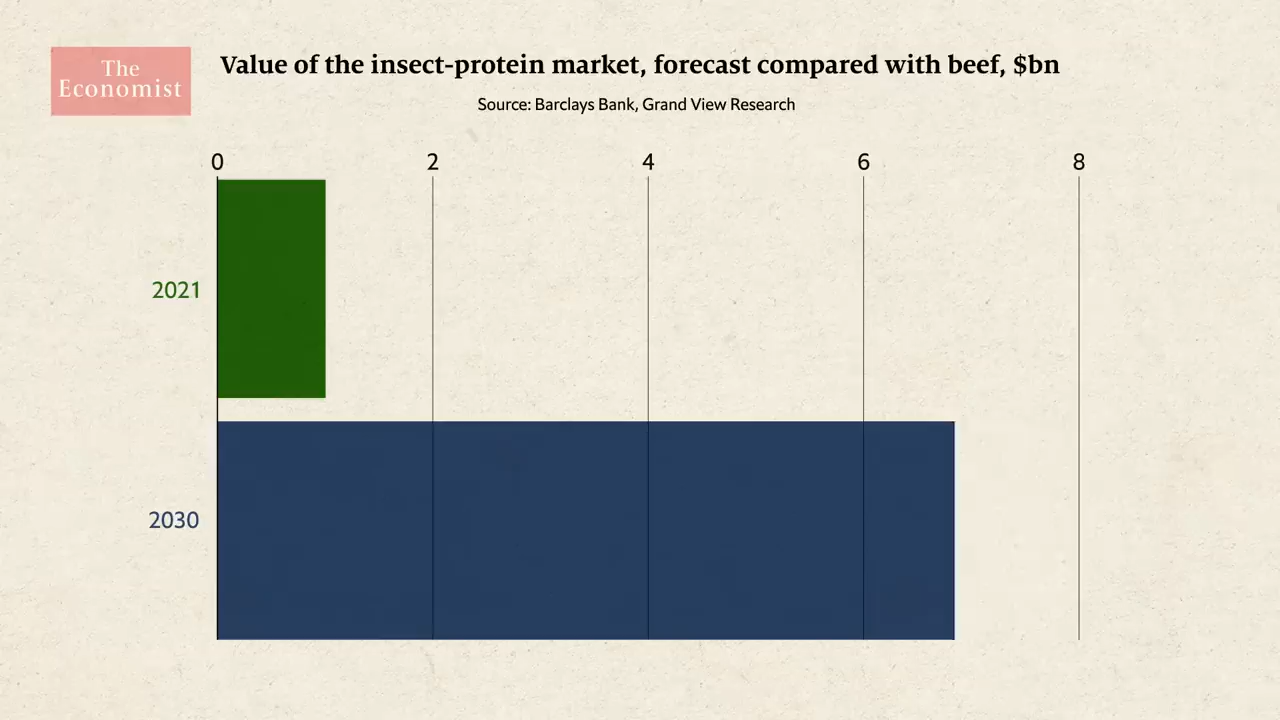 The
Economist
Value of the insect-protein market, forecast compared with beef, $bn
Source: Barclays Bank, Grand View Research
0 2 4 6 8
2021
2030